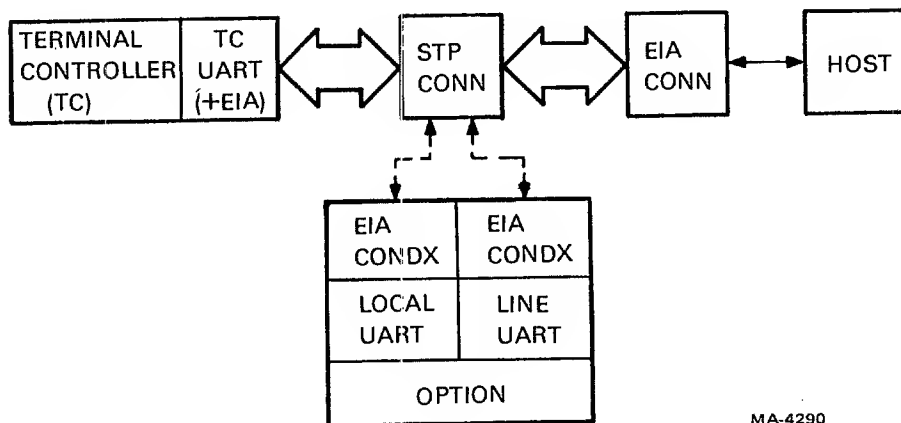 TERMINAL
CONTROLLER
(TC)
TC
UART
(+EIA)
STP
CONN
EIA
CONN
HOST
EIA
CONDX
EIA
CONDX
LOCAL
UART
LINE
UART
OPTION
MA-4290